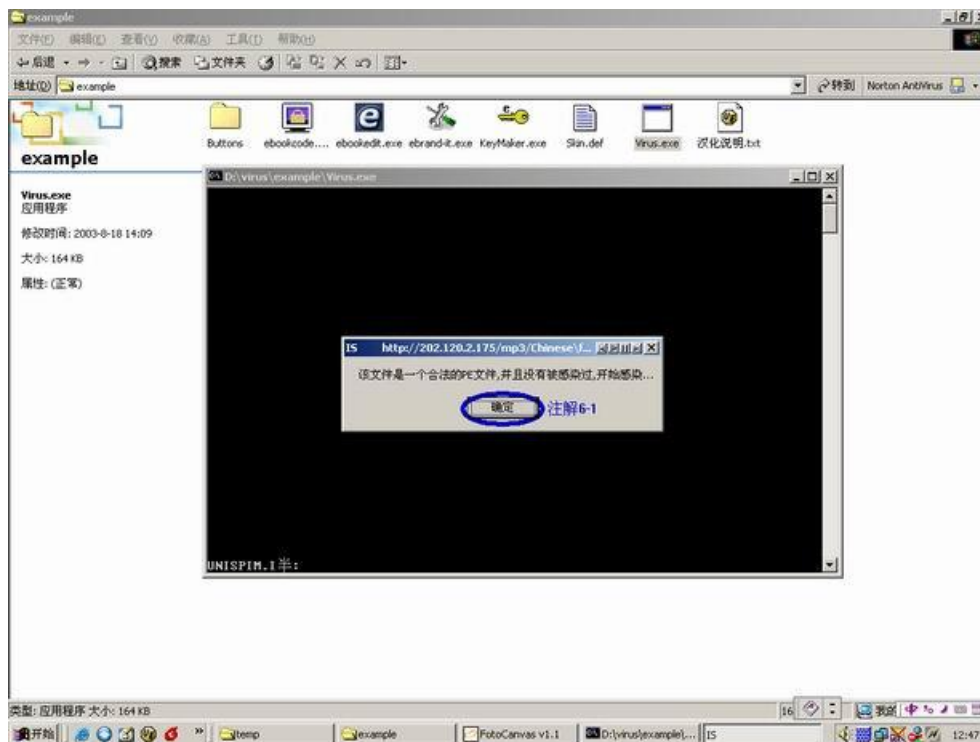 example
文件(F) 编辑(E) 查看(V) 收藏(A) 工具(T) 帮助(H)
后退 搜索 文件夹
地址(D) example 转到 Norton AntiVirus
Buttons ebookcode.... ebookedit.exe ebrand-it.exe KeyMaker.exe Skin.def Virus.exe 汉化说明.txt
example
Virus.exe
应用程序
修改时间: 2003-8-18 14:09
大小: 164 KB
属性: (正常)
D:\virus\example\Virus.exe
IS http://202.120.2.175/mp3/Chinese\J...
该文件是一个合法的PE文件,并且没有被感染过,开始感染...
确定 注解6-1
UNISPIM.I半:
类型: 应用程序 大小: 164 KB 16 我的 中
开始 temp example FotoCanvas v1.1 D:\virus\example\... IS 12:4